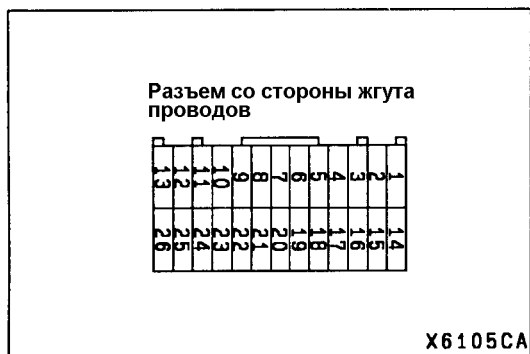 Разъем со стороны жгута
проводов
13 12 11 10 9 8 7 6 5 4 3 2 1
26 25 24 23 22 21 20 19 18 17 16 15 14
X6105CA